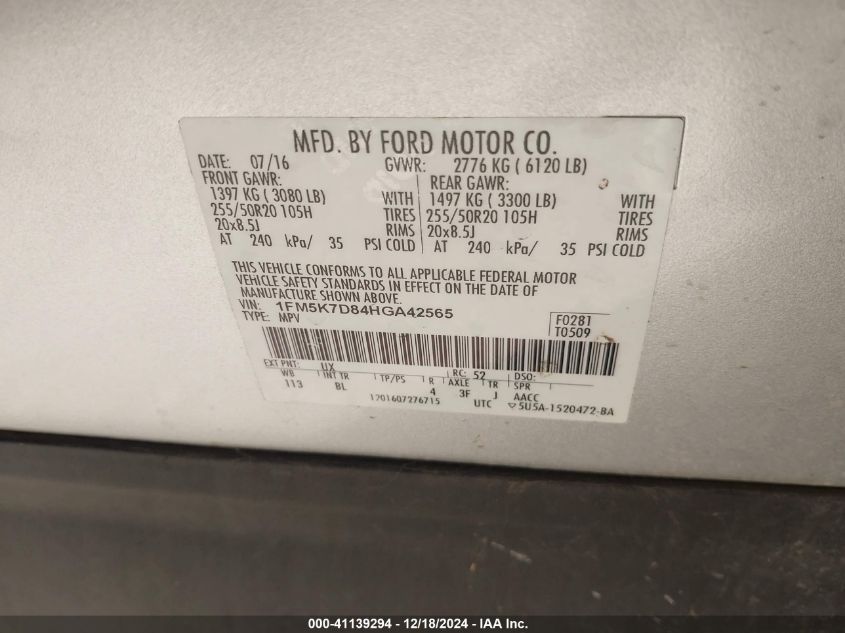 MFD. BY FORD MOTOR CO.
DATE: 07/16 GVWR: 2776 KG ( 6120 LB)
FRONT GAWR: REAR GAWR:
1397 KG ( 3080 LB) WITH 1497 KG ( 3300 LB) WITH
255/50R20 105H TIRES 255/50R20 105H TIRES
20x8.5J RIMS 20x8.5J RIMS
AT 240 kPa/ 35 PSI COLD AT 240 kPa/ 35 PSI COLD
THIS VEHICLE CONFORMS TO ALL APPLICABLE FEDERAL MOTOR
VEHICLE SAFETY STANDARDS IN EFFECT ON THE DATE OF
MANUFACTURE SHOWN ABOVE.
VIN: 1FM5K7D84HGA42565
TYPE: MPV
F0281
T0509
EXT PNT: UX RC: 52 DSO:
WB INT TR TP/PS R AXLE TR SPR
113 BL 4 3F J AACC
1201607276715 UTC ▽5U5A-1520472-BA
000-41139294 - 12/18/2024 - IAA Inc.